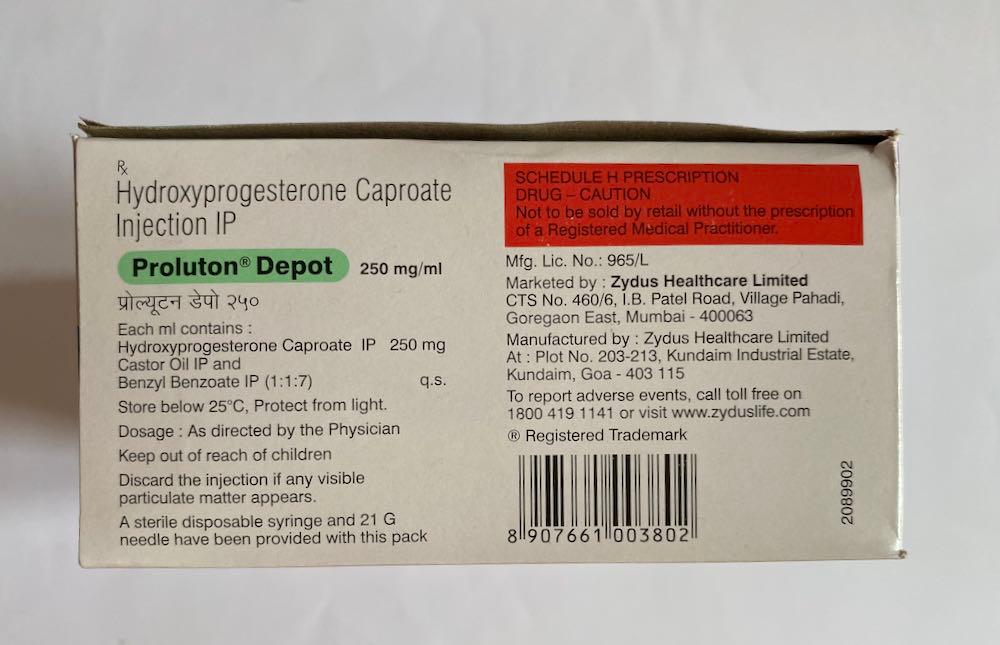 Rx
Hydroxyprogesterone Caproate
Injection IP
Proluton® Depot 250 mg/ml
प्रोल्यूटन डेपो २५०
Each ml contains :
Hydroxyprogesterone Caproate IP 250 mg
Castor Oil IP and
Benzyl Benzoate IP (1:1:7) q.s.
Store below 25°C, Protect from light.
Dosage : As directed by the Physician
Keep out of reach of children
Discard the injection if any visible
particulate matter appears.
A sterile disposable syringe and 21 G
needle have been provided with this pack
SCHEDULE H PRESCRIPTION
DRUG – CAUTION
Not to be sold by retail without the prescription
of a Registered Medical Practitioner.
Mfg. Lic. No.: 965/L
Marketed by : Zydus Healthcare Limited
CTS No. 460/6, I.B. Patel Road, Village Pahadi,
Goregaon East, Mumbai - 400063
Manufactured by : Zydus Healthcare Limited
At : Plot No. 203-213, Kundaim Industrial Estate,
Kundaim, Goa - 403 115
To report adverse events, call toll free on
1800 419 1141 or visit www.zyduslife.com
® Registered Trademark
8 907661 003802
2089902